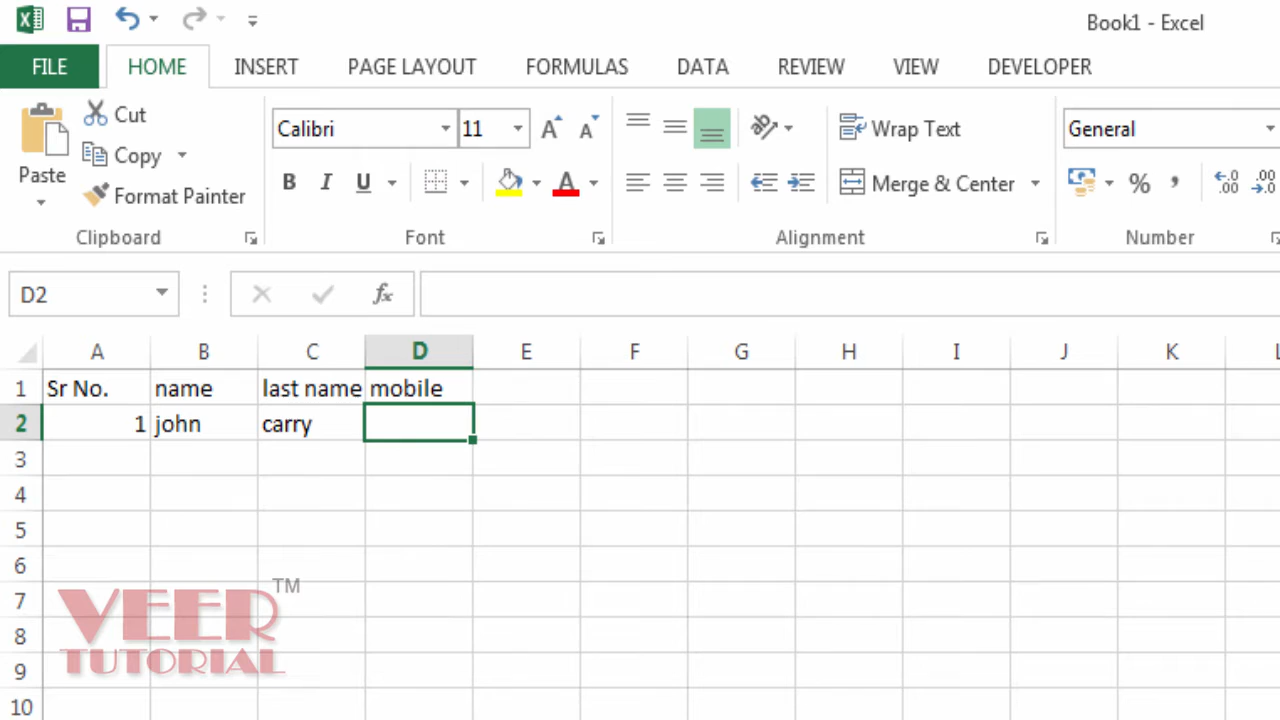 Book1 - Excel
FILE HOME INSERT PAGE LAYOUT FORMULAS DATA REVIEW VIEW DEVELOPER
Cut
Copy
Format Painter
Paste
Clipboard
Calibri 11
B I U A
Font
Wrap Text
Merge & Center
Alignment
General
% ,
Number
D2 fx
A B C D E F G H I J K L
1 Sr No. name last name mobile
2 1 john carry
3
4
5
6
7
8
9
10
VEER TM
TUTORIAL